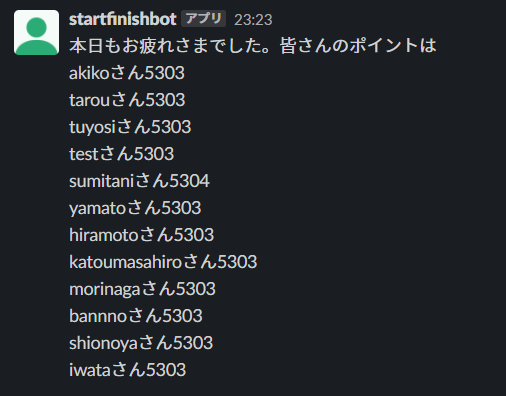 startfinishbot アプリ 23:23
本日もお疲れさまでした。皆さんのポイントは
akikoさん5303
tarouさん5303
tuyosiさん5303
testさん5303
sumitaniさん5304
yamatoさん5303
hiramotoさん5303
katoumasahiroさん5303
morinagaさん5303
bannnoさん5303
shionoyaさん5303
iwataさん5303